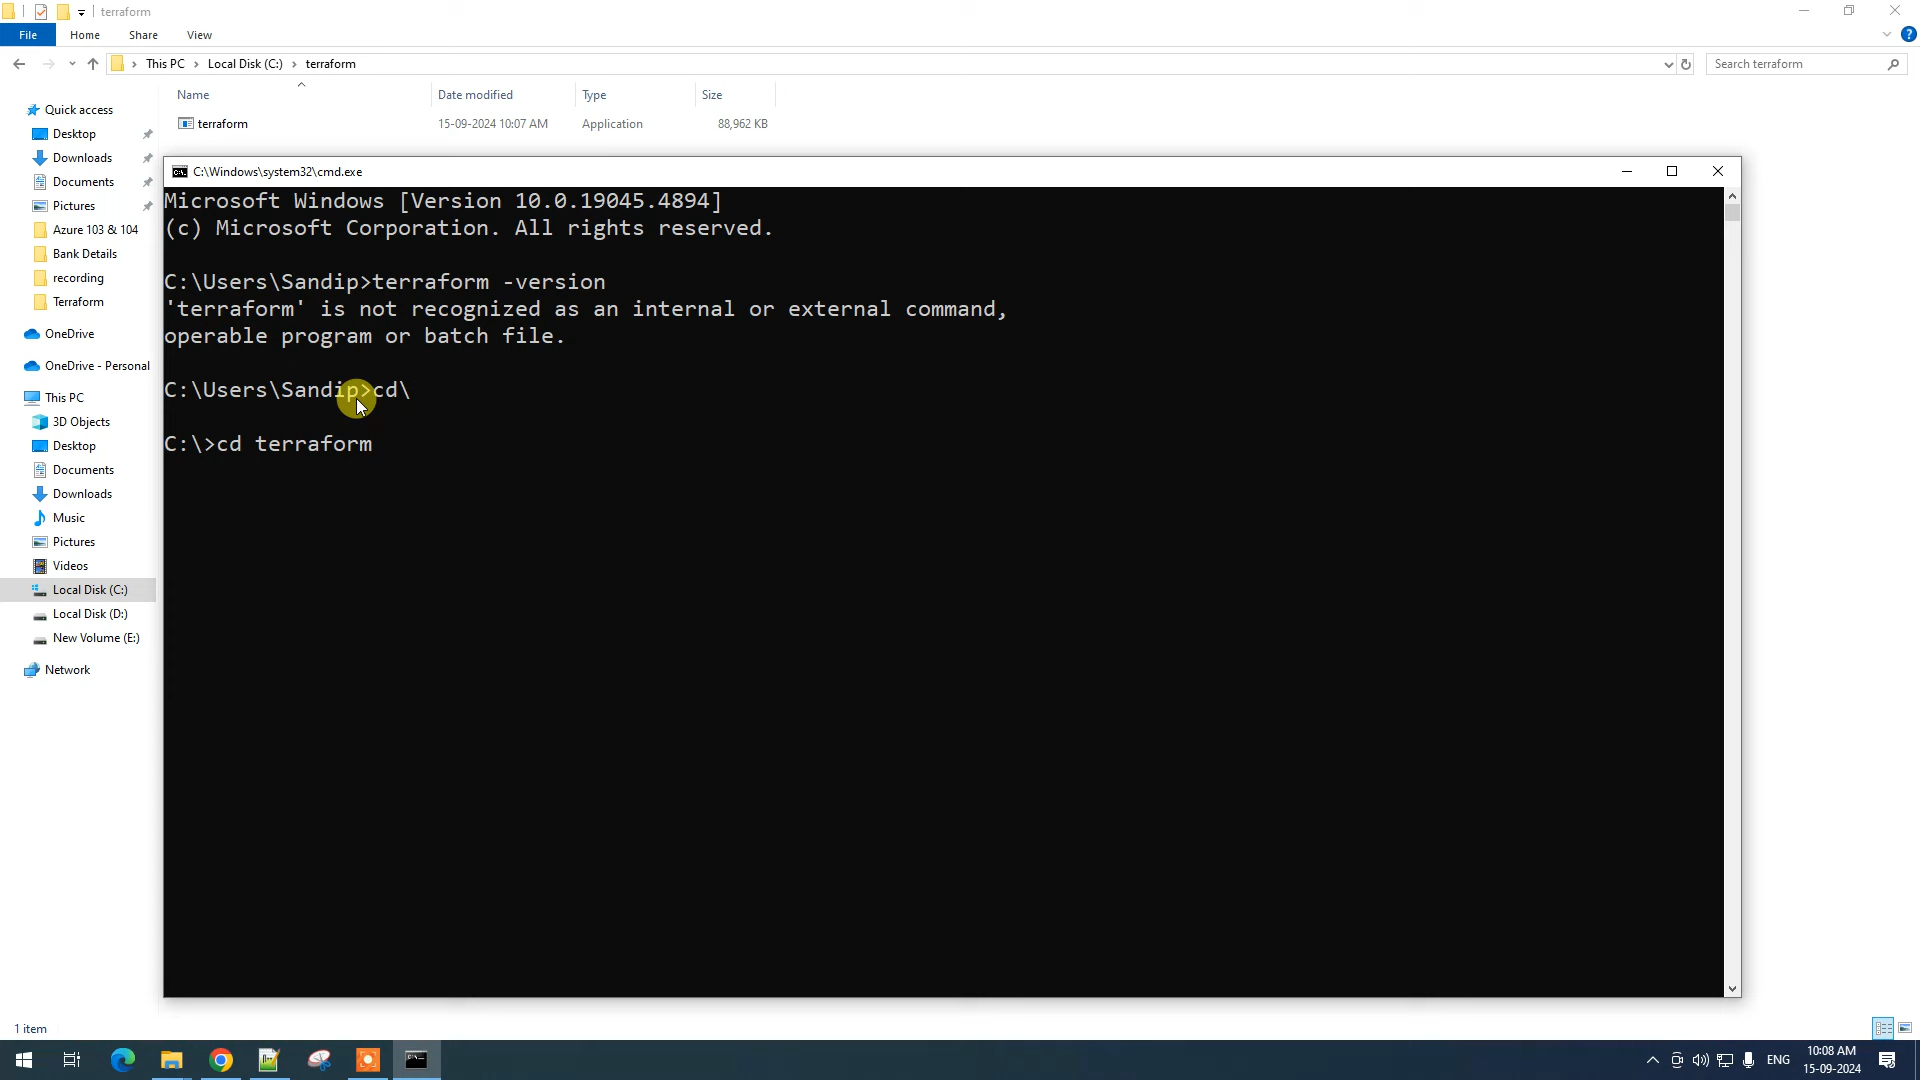 terraform
File Home Share View
This PC Local Disk (C:) terraform
Search terraform
Name Date modified Type Size
terraform 15-09-2024 10:07 AM Application 88,962 KB
Quick access
Desktop
Downloads
Documents
Pictures
Azure 103 & 104
Bank Details
recording
Terraform
OneDrive
OneDrive - Personal
This PC
3D Objects
Desktop
Documents
Downloads
Music
Pictures
Videos
Local Disk (C:)
Local Disk (D:)
New Volume (E:)
Network
C:\Windows\system32\cmd.exe
Microsoft Windows [Version 10.0.19045.4894]
(c) Microsoft Corporation. All rights reserved.
C:\Users\Sandip>terraform -version
'terraform' is not recognized as an internal or external command,
operable program or batch file.
C:\Users\Sandip>cd\
C:\>cd terraform
1 item
ENG
10:08 AM
15-09-2024